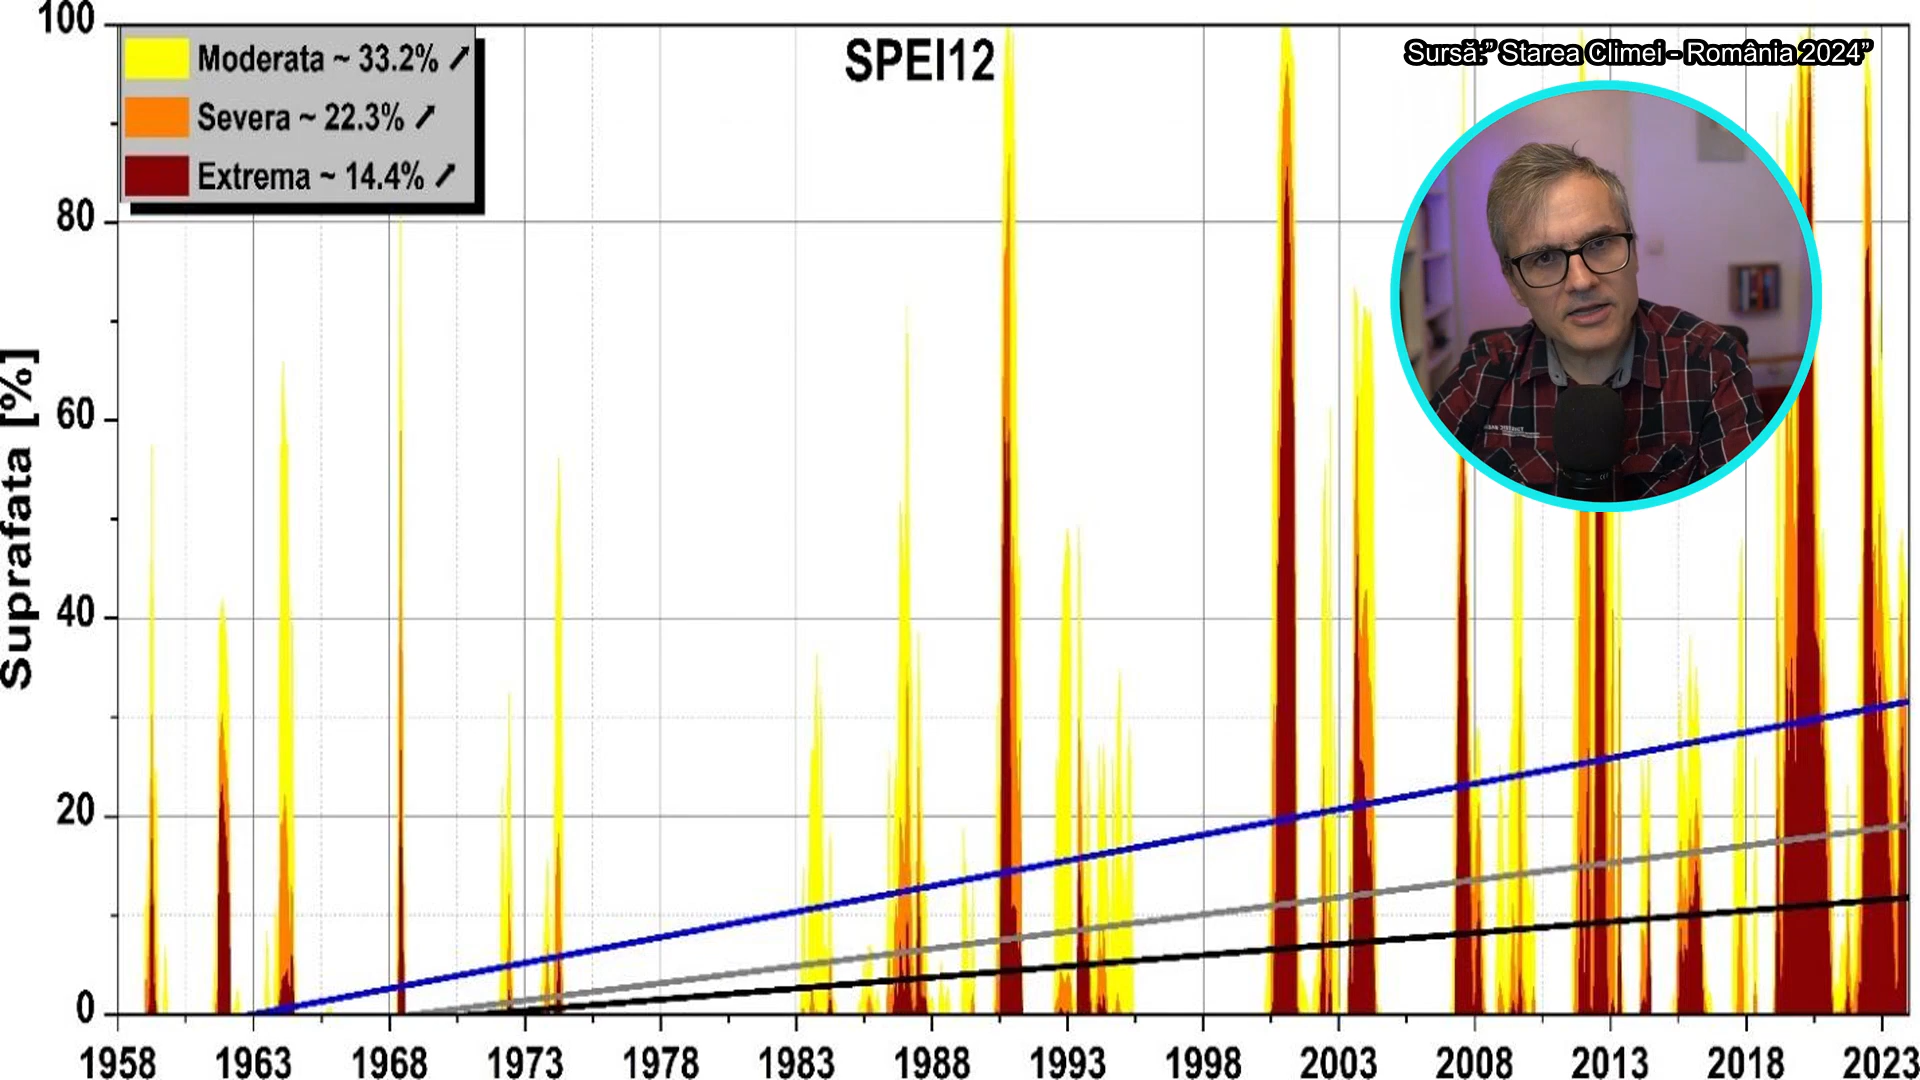 100
SPEI12
Sursă:” Starea Climei - România 2024”
Moderata ~ 33.2% ↗
Severa ~ 22.3% ↗
Extrema ~ 14.4% ↗
80
60
40
20
0
Suprafata [%]
1958 1963 1968 1973 1978 1983 1988 1993 1998 2003 2008 2013 2018 2023